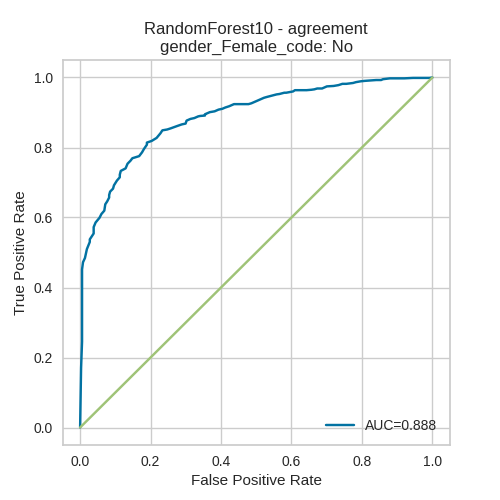 RandomForest10 - agreement
gender_Female_code: No
True Positive Rate
1.0
0.8
0.6
0.4
0.2
0.0
AUC=0.888
0.0 0.2 0.4 0.6 0.8 1.0
False Positive Rate